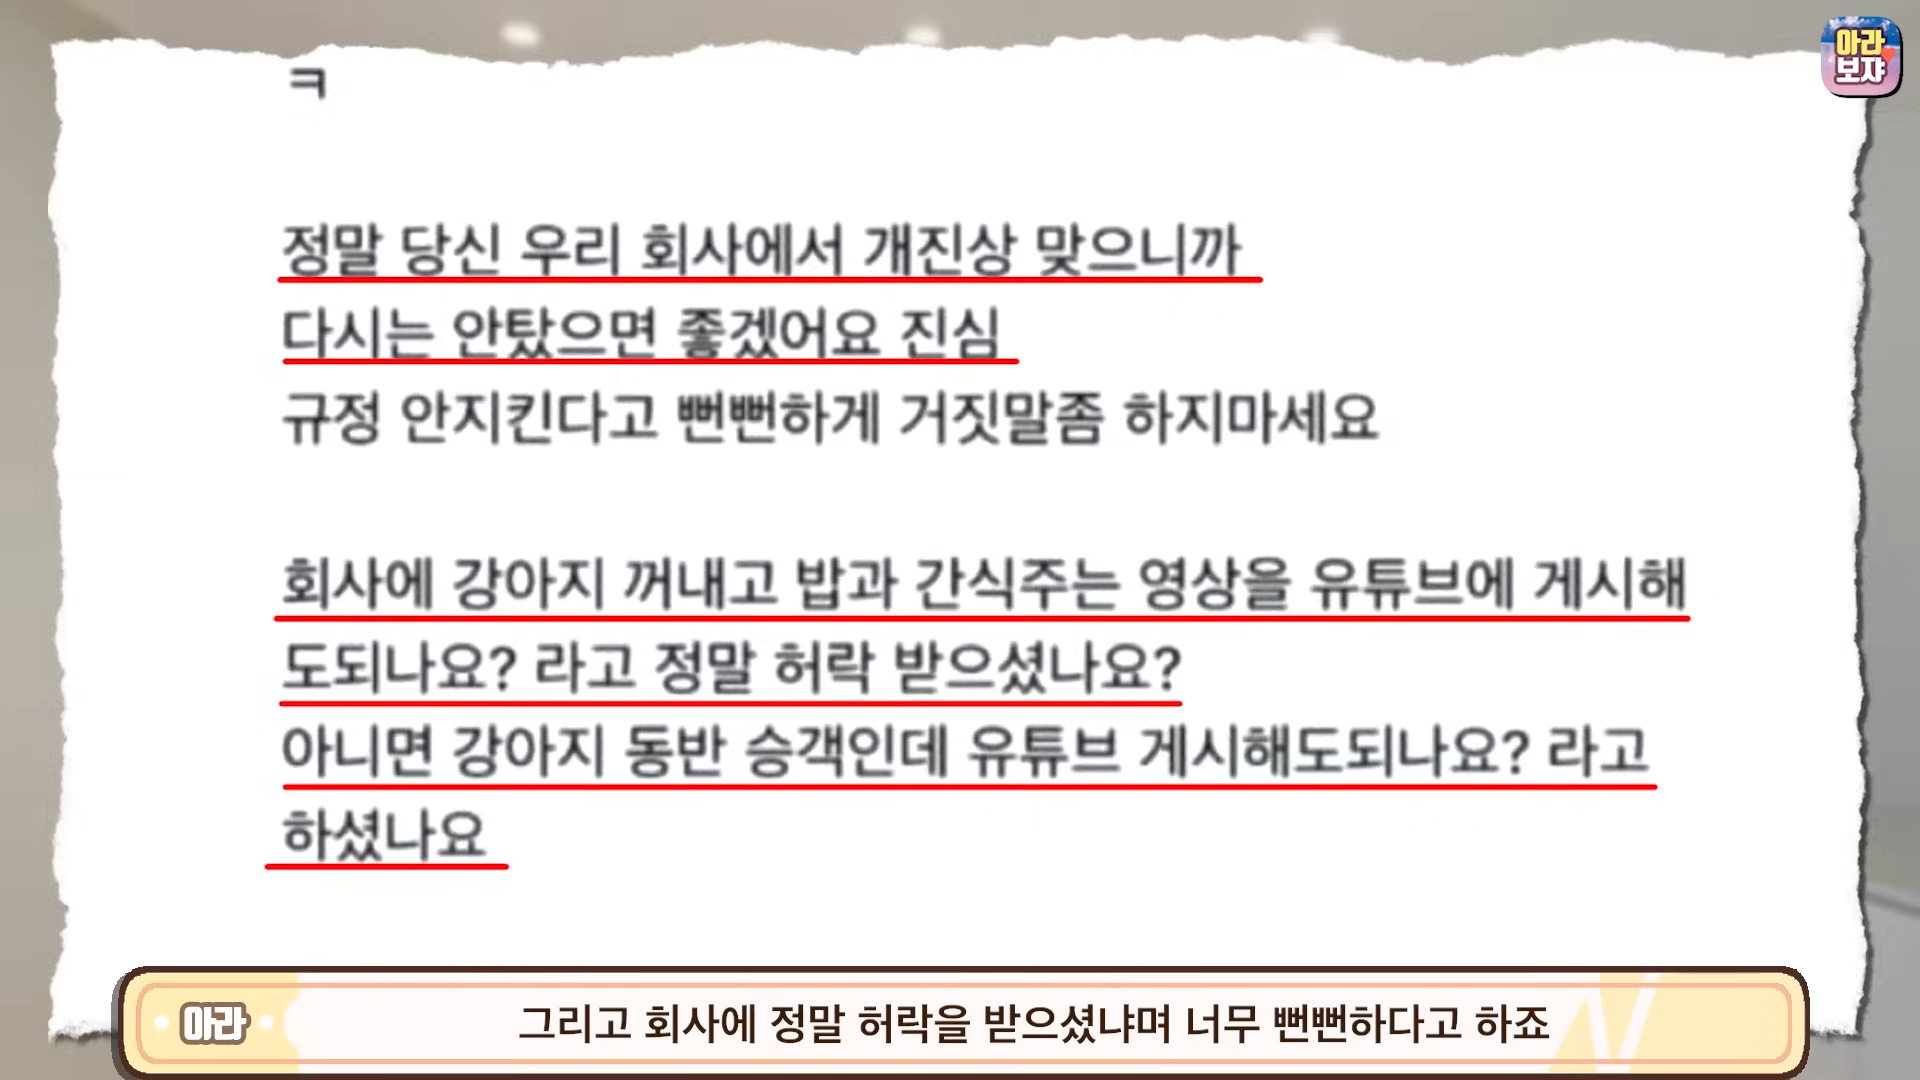 아라
보쟈
ㅋ
정말 당신 우리 회사에서 개진상 맞으니까
다시는 안탔으면 좋겠어요 진심
규정 안지킨다고 뻔뻔하게 거짓말좀 하지마세요
회사에 강아지 꺼내고 밥과 간식주는 영상을 유튜브에 게시해
도되나요? 라고 정말 허락 받으셨나요?
아니면 강아지 동반 승객인데 유튜브 게시해도되나요? 라고
하셨나요
아라
그리고 회사에 정말 허락을 받으셨냐며 너무 뻔뻔하다고 하죠